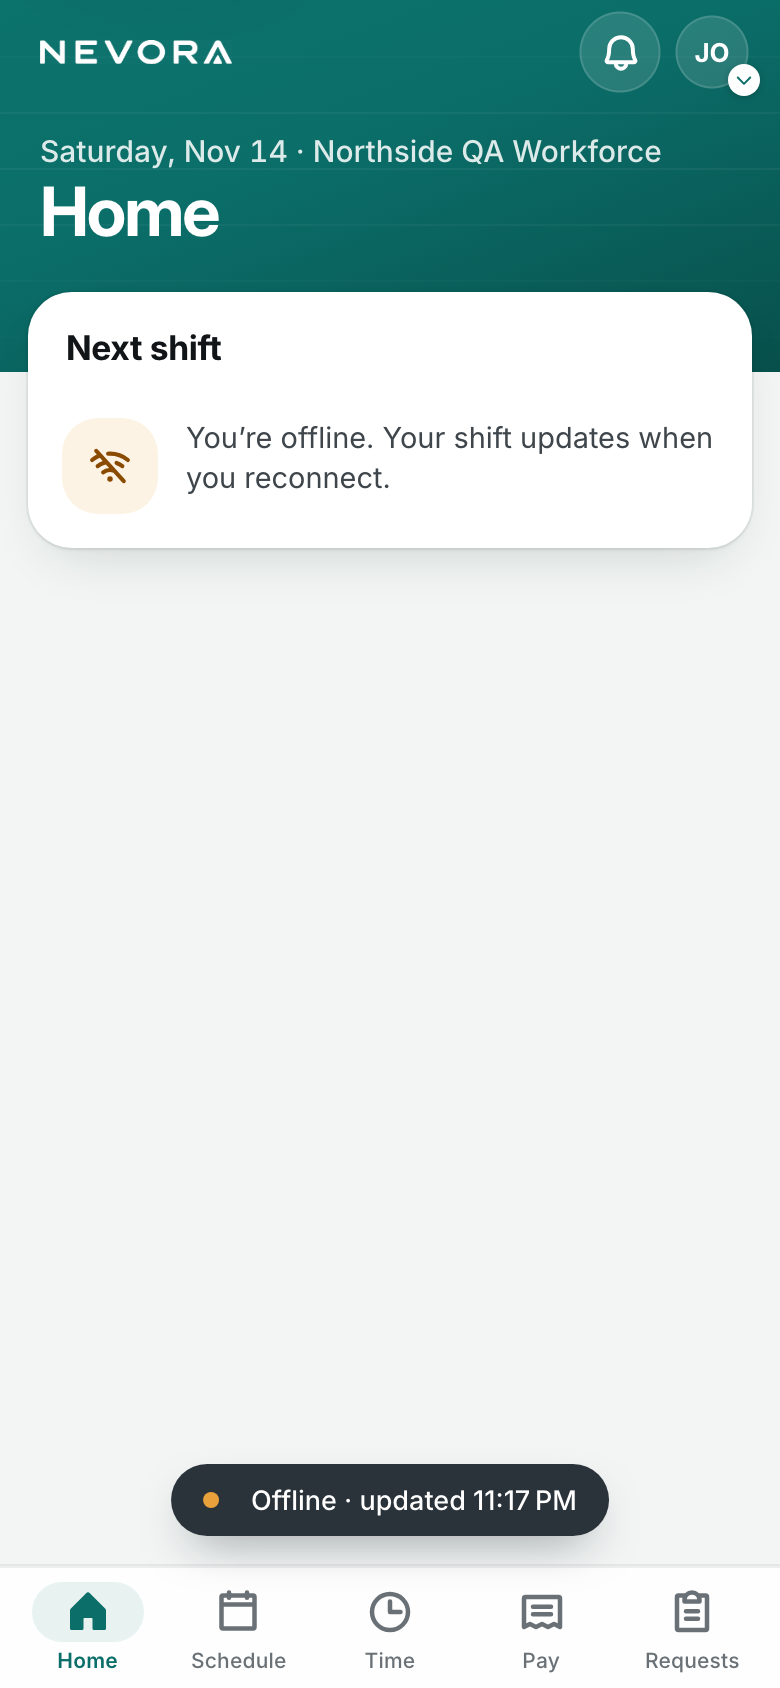 NEVORA
JO
Saturday, Nov 14 · Northside QA Workforce
Home
Next shift
You’re offline. Your shift updates when
you reconnect.
Offline · updated 11:17 PM
Home
Schedule
Time
Pay
Requests